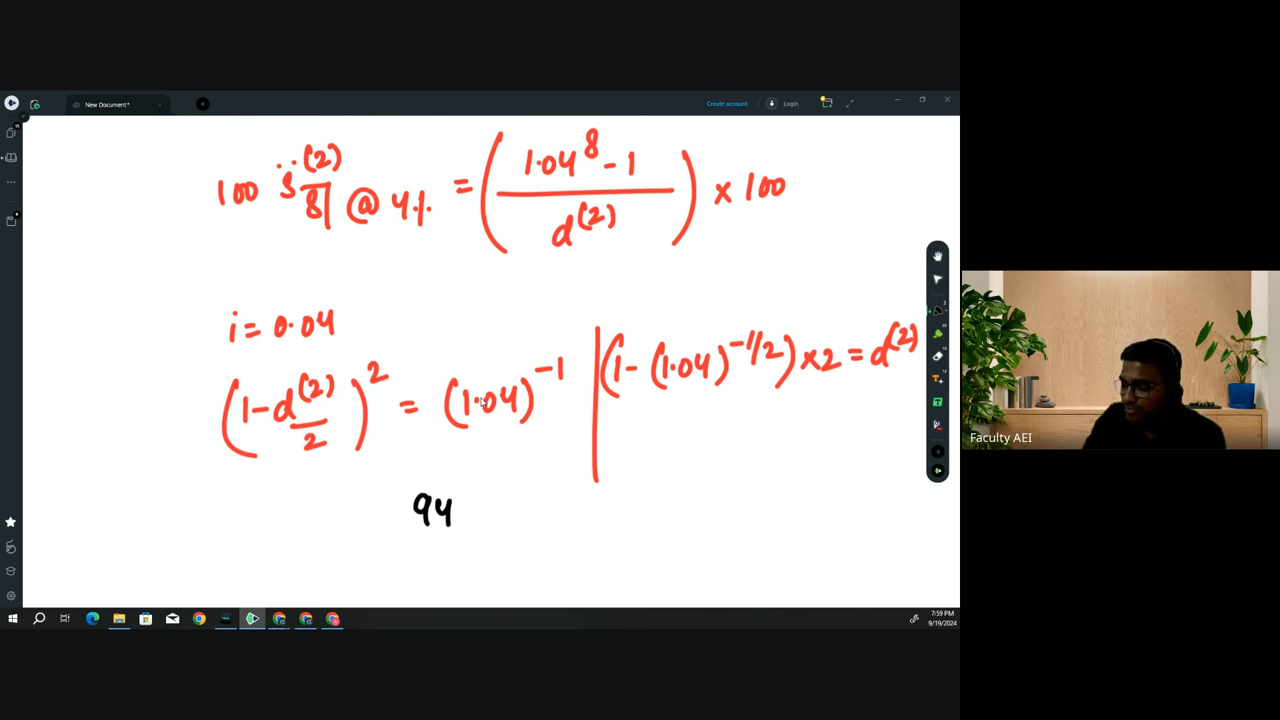 New Document*
Create account
Login
100 s̈^(2)_8| @ 4% = ( (1.04^8 - 1) / d^(2) ) × 100
i = 0.04
(1 - d^(2)/2)^2 = (1.04)^-1 | (1 - (1.04)^-1/2) × 2 = d^(2)
94
Faculty AEI
7:59 PM
9/19/2024